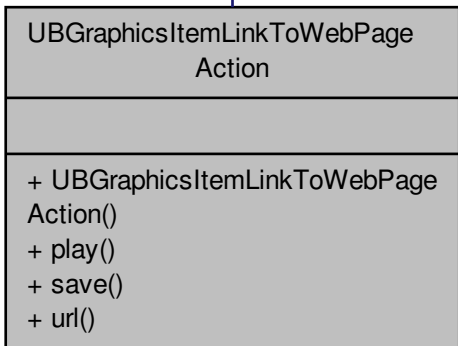 UBGraphicsItemLinkToWebPage
Action
+ UBGraphicsItemLinkToWebPage
Action()
+ play()
+ save()
+ url()